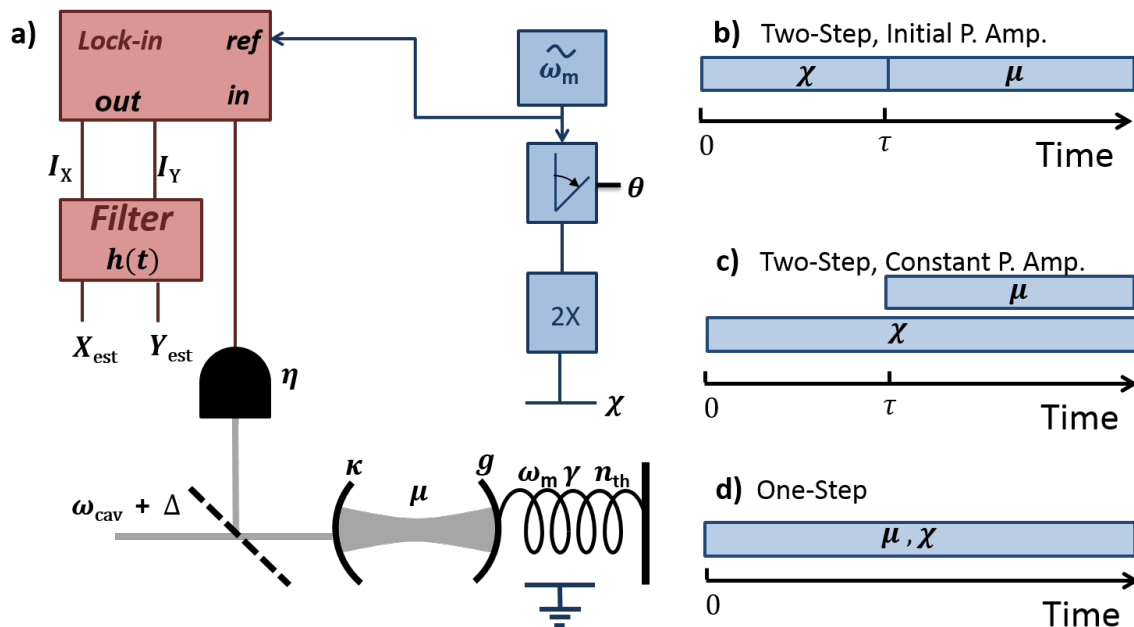 a)
Lock-in
ref
out
in
I_X
I_Y
Filter
h(t)
X_est
Y_est
η
ω_m
θ
2X
χ
κ
μ
g
ω_m γ n_th
ω_cav + Δ
b) Two-Step, Initial P. Amp.
χ
μ
0
τ
Time
c) Two-Step, Constant P. Amp.
μ
χ
0
τ
Time
d) One-Step
μ , χ
0
Time